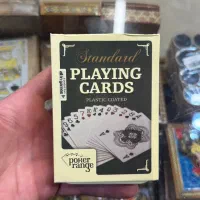 Standard
PLAYING
CARDS
PLASTIC COATED
poker
range